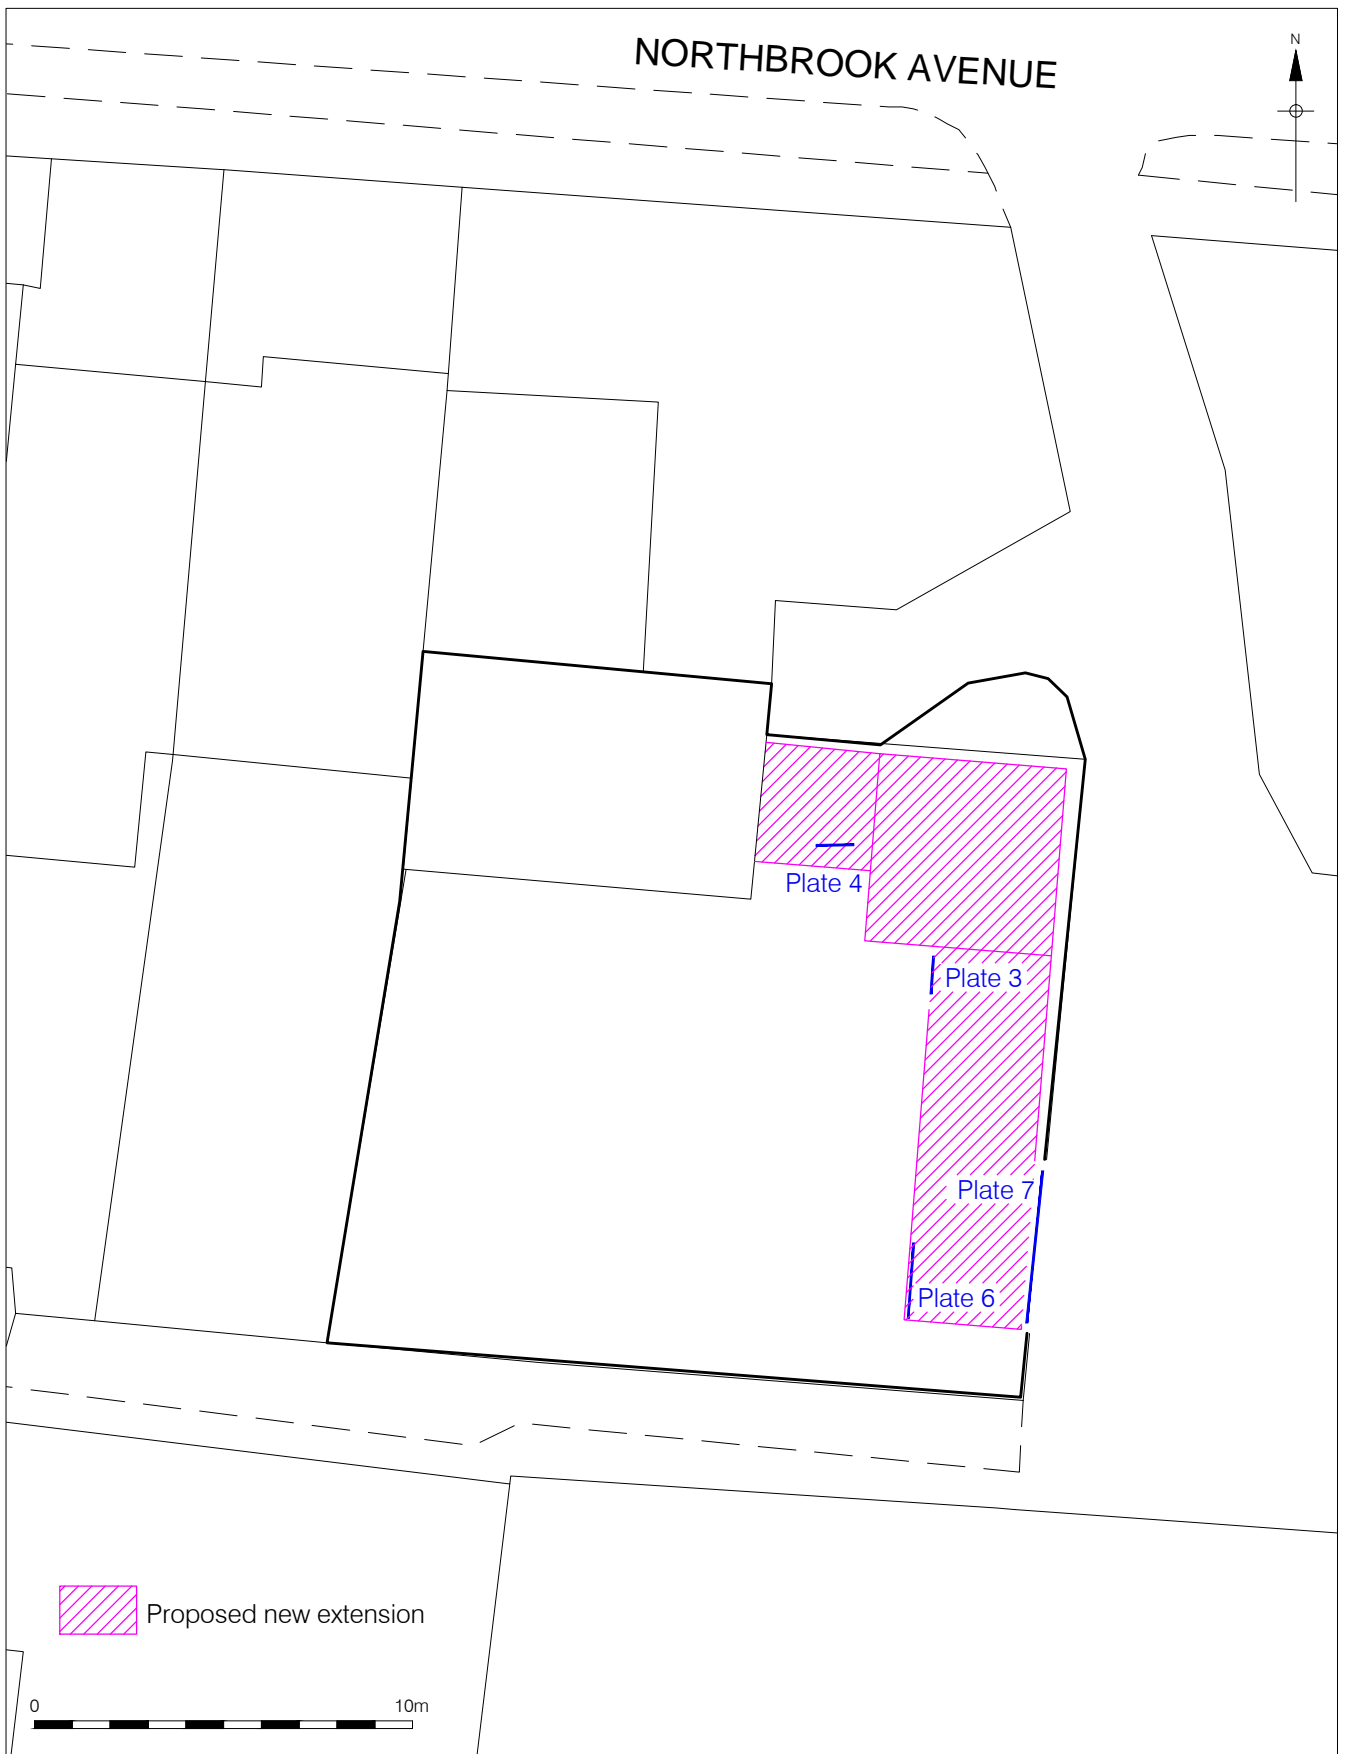 NORTHBROOK AVENUE
N
Plate 4
Plate 3
Plate 7
Plate 6
Proposed new extension
0 10m